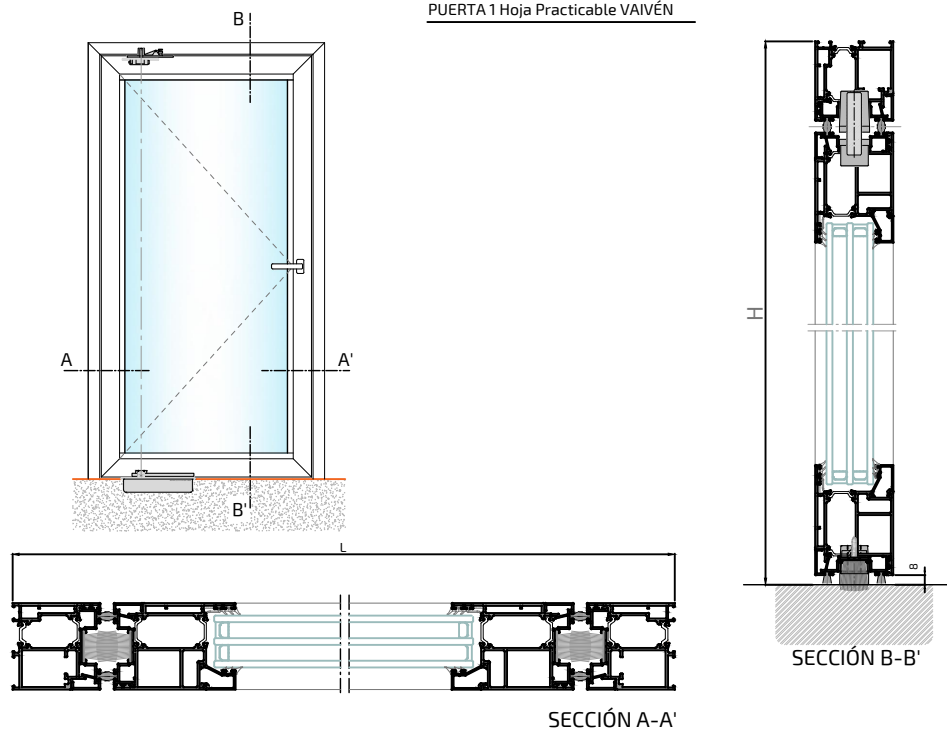 PUERTA 1 Hoja Practicable VAIVÉN
B
A
A'
B'
H
8
L
SECCIÓN B-B'
SECCIÓN A-A'